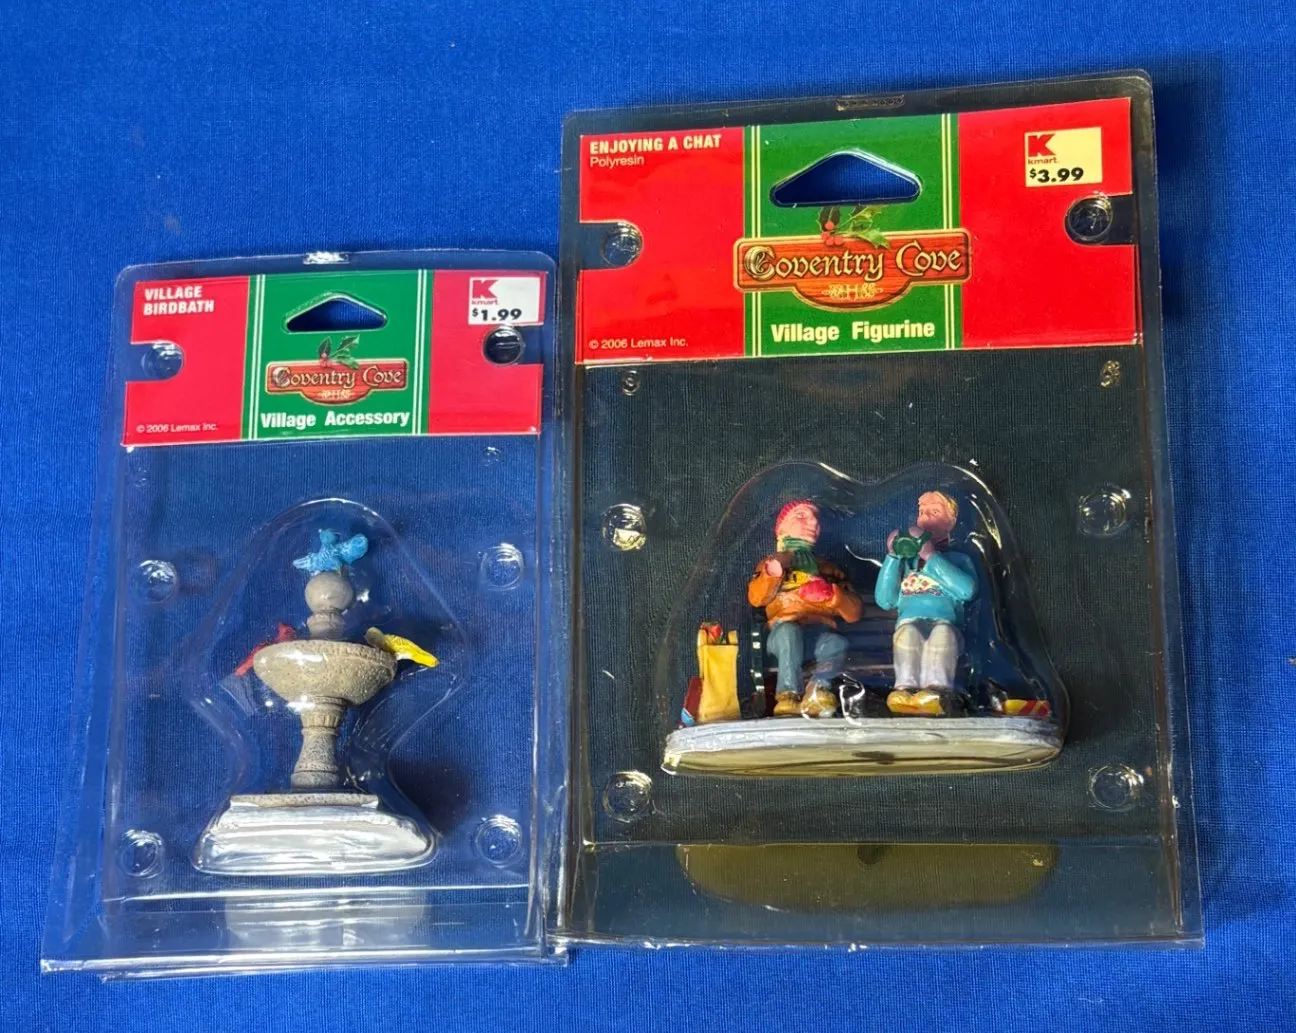 VILLAGE
BIRDBATH
K
kmart.
$1.99
Coventry Cove
Village Accessory
© 2006 Lemax Inc.
ENJOYING A CHAT
Polyresin
K
kmart.
$3.99
Coventry Cove
Village Figurine
© 2006 Lemax Inc.